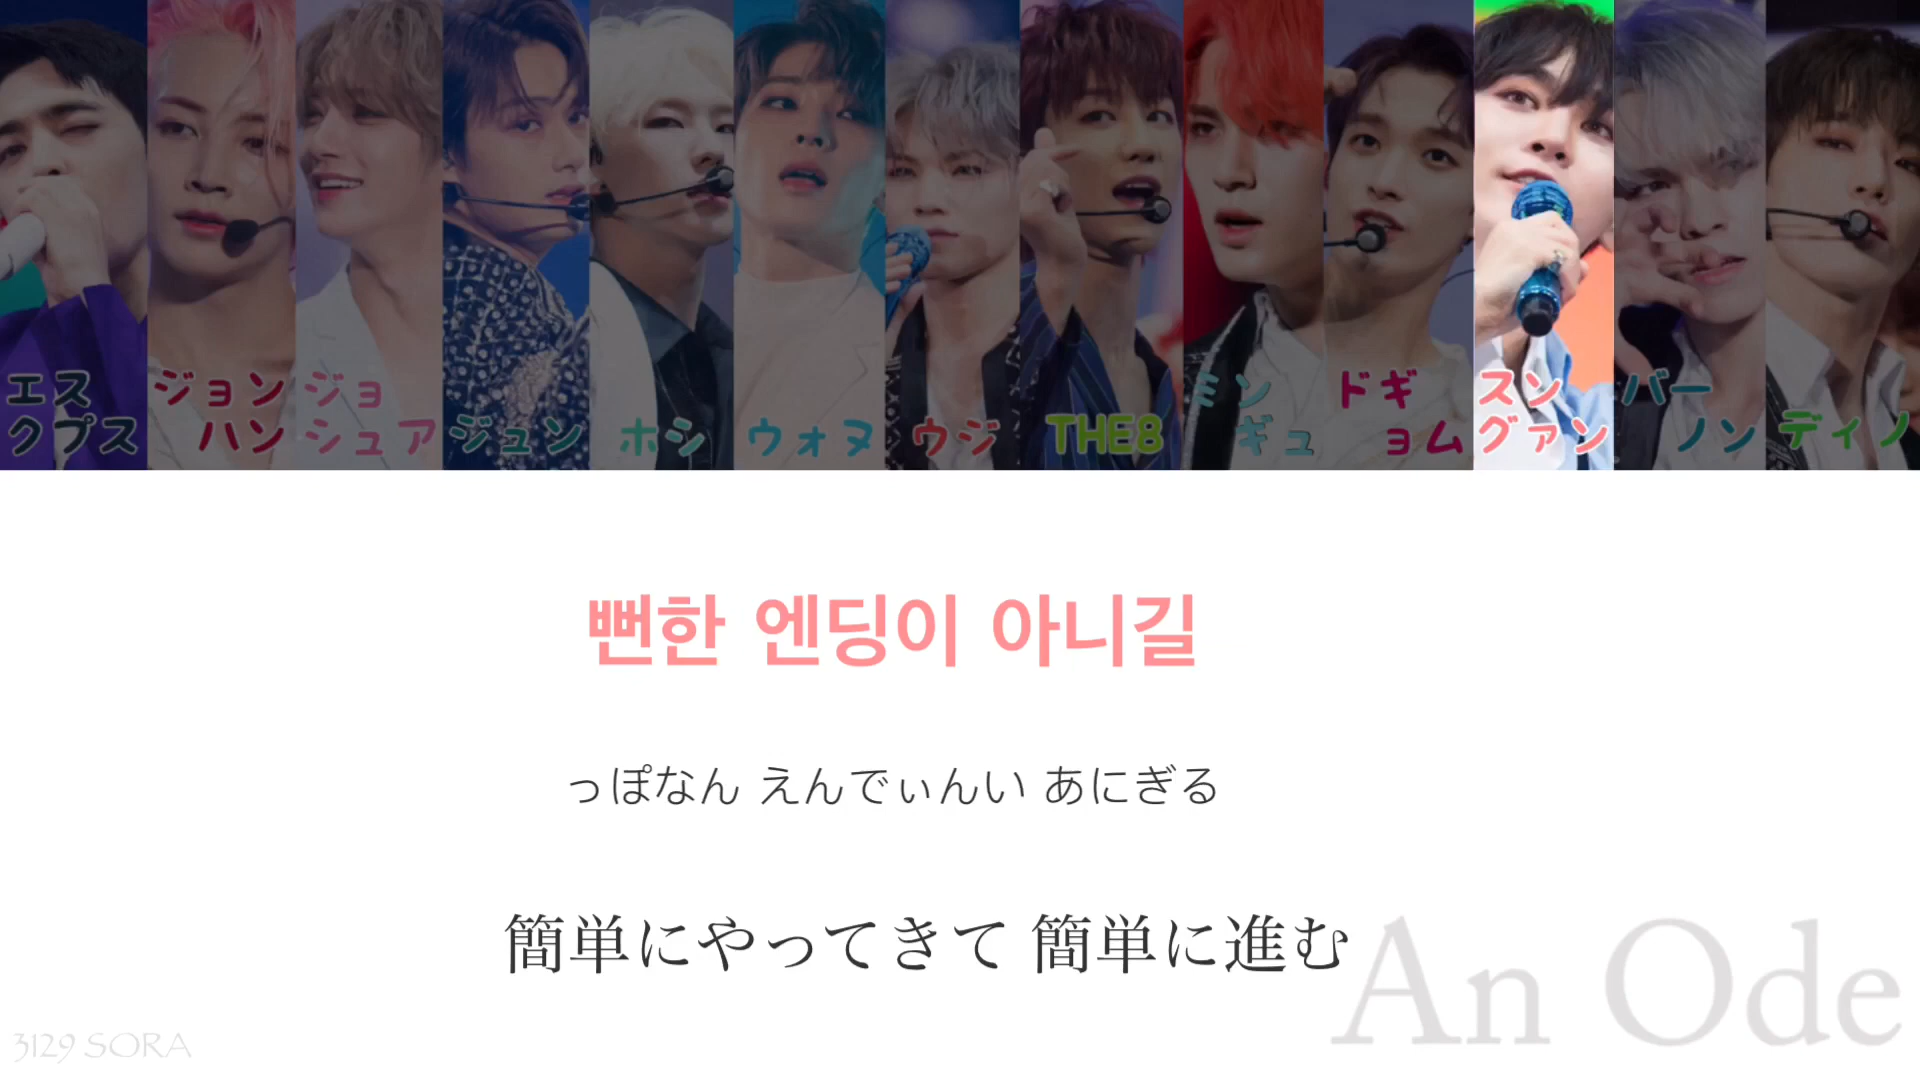 エス
クプス
ジョン
ハン
ジョ
シュア
ジュン
ホシ
ウォヌ
ウジ
THE8
ミン
ギュ
ドギ
ョム
スン
グァン
バー
ノン
ディノ
뻔한 엔딩이 아니길
っぽなん えんでぃんい あにぎる
簡単にやってきて 簡単に進む
An Ode
3129 SORA